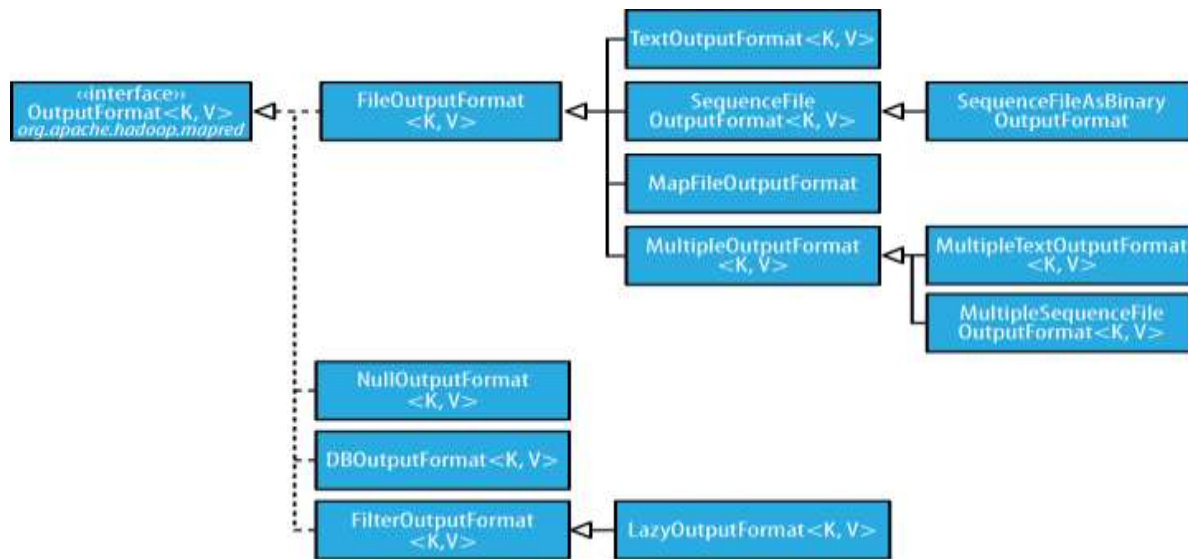 ‹‹interface››
OutputFormat<K, V>
org.apache.hadoop.mapred
FileOutputFormat
<K, V>
TextOutputFormat<K, V>
SequenceFile
OutputFormat<K, V>
SequenceFileAsBinary
OutputFormat
MapFileOutputFormat
MultipleOutputFormat
<K, V>
MultipleTextOutputFormat
<K, V>
MultipleSequenceFile
OutputFormat<K, V>
NullOutputFormat
<K, V>
DBOutputFormat<K, V>
FilterOutputFormat
<K,V>
LazyOutputFormat<K, V>